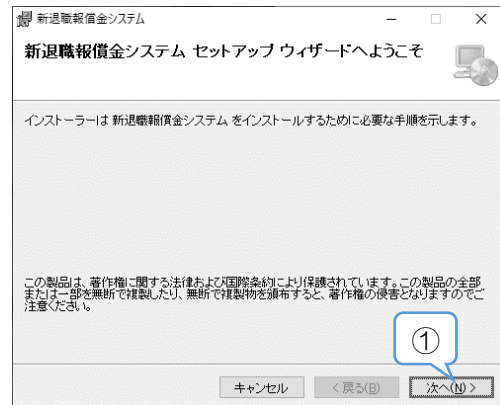 新退職報償金システム
新退職報償金システム セットアップ ウィザードへようこそ
インストーラーは 新退職報償金システム をインストールするために必要な手順を示します。
この製品は、著作権に関する法律および国際条約により保護されています。この製品の全部
または一部を無断で複製したり、無断で複製物を頒布すると、著作権の侵害となりますのでご
注意ください。
①
キャンセル < 戻る(B) 次へ(N) >